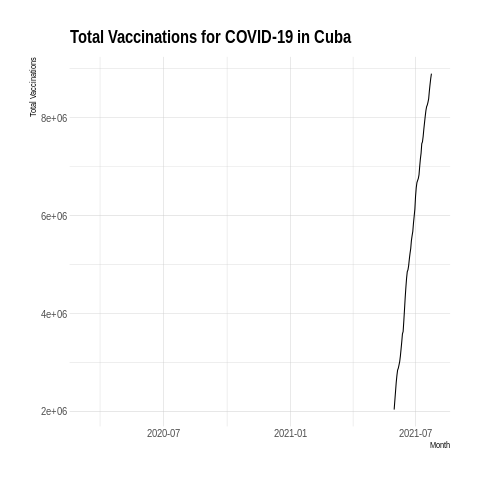 Total Vaccinations for COVID-19 in Cuba
Total Vaccinations
8e+06
6e+06
4e+06
2e+06
2020-07 2021-01 2021-07
Month